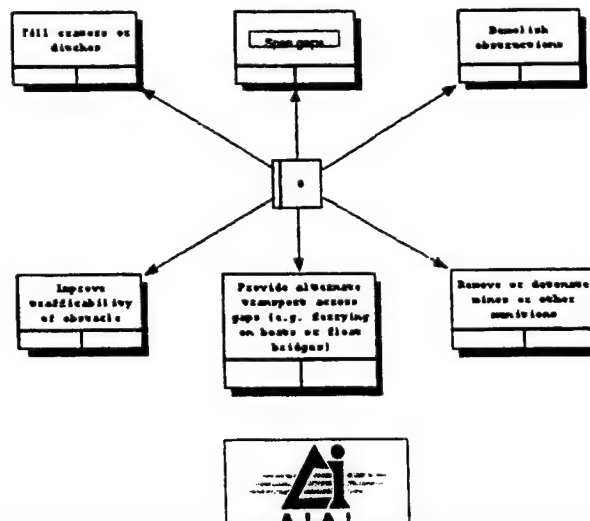 Fill craters or
ditches
Span gaps
Demolish
obstructions
Improve
trafficability
of obstacle
Provide alternate
transport across
gaps (e.g. ferrying
on boats or float
bridges)
Remove or detonate
mines or other
munitions
Ai
A I A I